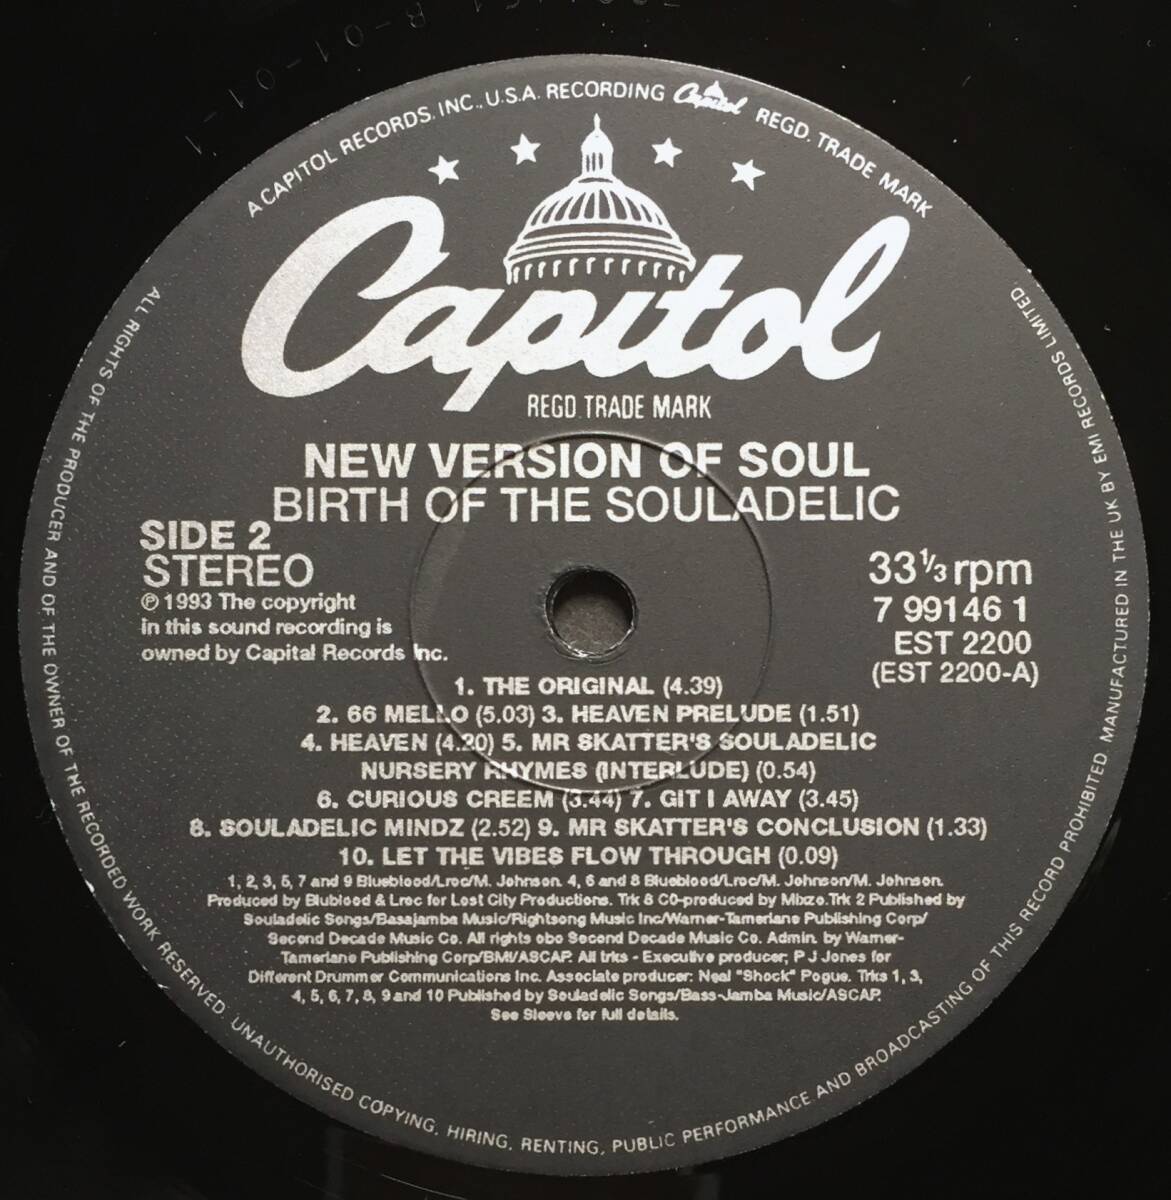 A CAPITOL RECORDS, INC., U.S.A. RECORDING Capitol REGD. TRADE MARK
Capitol
REGD. TRADE MARK
NEW VERSION OF SOUL
BIRTH OF THE SOULADELIC
SIDE 2
STEREO
℗ 1993 The copyright
in this sound recording is
owned by Capital Records Inc.
33⅓ rpm
7 99146 1
EST 2200
(EST 2200-A)
1. THE ORIGINAL (4.39)
2. 66 MELLO (5.03) 3. HEAVEN PRELUDE (1.51)
4. HEAVEN (4.20) 5. MR SKATTER'S SOULADELIC
NURSERY RHYMES (INTERLUDE) (0.54)
6. CURIOUS CREEM (3.44) 7. GIT I AWAY (3.45)
8. SOULADELIC MINDZ (2.52) 9. MR SKATTER'S CONCLUSION (1.33)
10. LET THE VIBES FLOW THROUGH (0.09)
1, 2, 3, 5, 7 and 9 Blueblood/Lroc/M. Johnson. 4, 6 and 8 Blueblood/Lroc/M. Johnson/M. Johnson.
Produced by Blublood & Lroc for Lost City Productions. Trk 8 C0-produced by Mixzo. Trk 2 Published by
Souladelic Songs/Basajamba Music/Rightsong Music Inc/Warner-Tamerlane Publishing Corp/
Second Decade Music Co. All rights obo Second Decade Music Co. Admin. by Warner-
Tamerlane Publishing Corp/BMI/ASCAP. All trks - Executive producer; P J Jones for
Different Drummer Communications Inc. Associate producer: Neal "Shock" Pogue. Trks 1, 3,
4, 5, 6, 7, 8, 9 and 10 Published by Souladelic Songs/Bass-Jamba Music/ASCAP.
See Sleeve for full details.
ALL RIGHTS OF THE PRODUCER AND OF THE OWNER OF THE RECORDED WORK RESERVED. UNAUTHORISED COPYING, HIRING, RENTING, PUBLIC PERFORMANCE AND BROADCASTING OF THIS RECORD PROHIBITED MANUFACTURED IN THE UK BY EMI RECORDS LIMITED